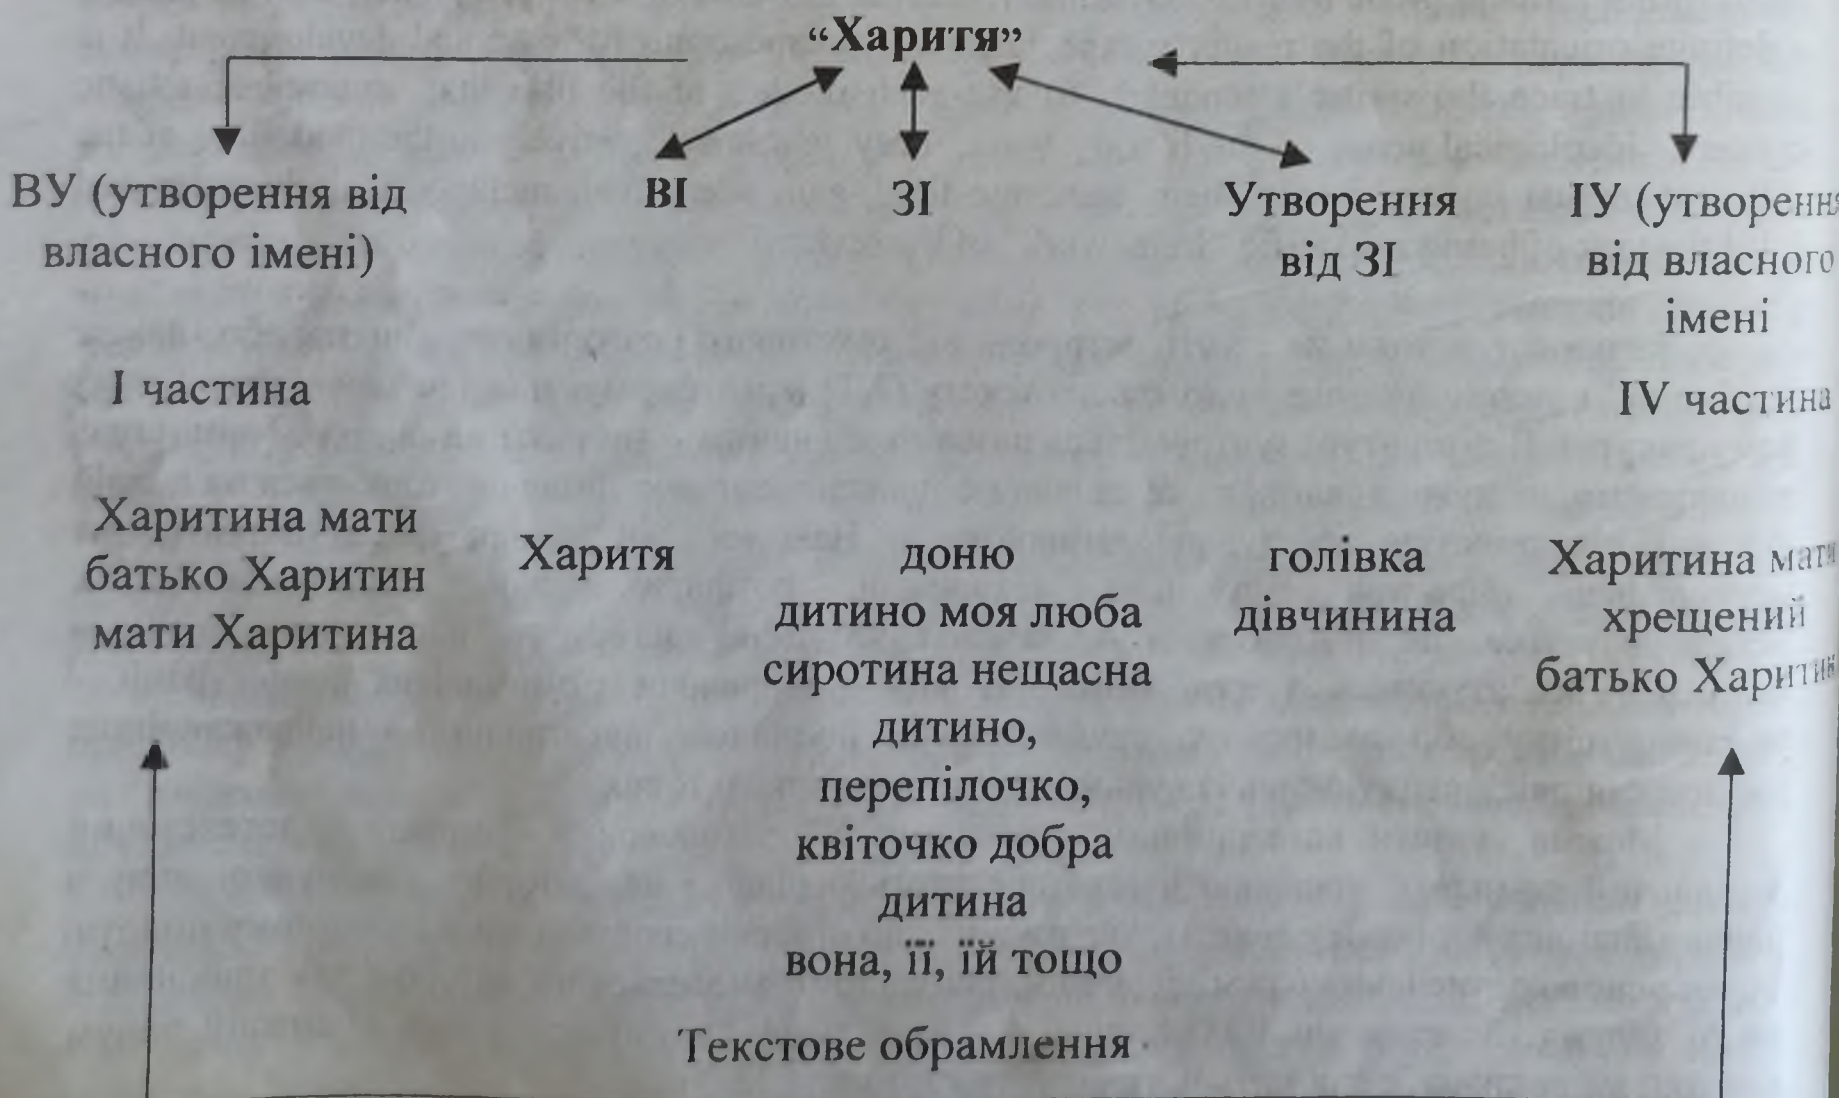 “Харитя”
ВУ (утворення від
власного імені)
ВІ
ЗІ
Утворення
від ЗІ
ІУ (утворення
від власного
імені
І частина
IV частина
Харитина мати
батько Харитин
мати Харитина
Харитя
доню
дитино моя люба
сиротина нещасна
дитино,
перепілочко,
квіточко добра
дитина
вона, її, їй тощо
голівка
дівчинина
Харитина мати
хрещений
батько Харитин
Текстове обрамлення